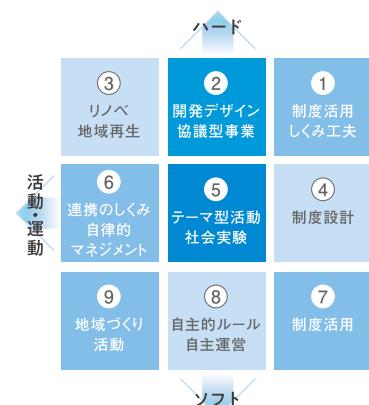 ハード
③
リノベ
地域再生
②
開発デザイン
協議型事業
①
制度活用
しくみ工夫
活動・運動
⑥
連携のしくみ
自律的
マネジメント
⑤
テーマ型活動
社会実験
④
制度設計
⑨
地域づくり
活動
⑧
自主的ルール
自主運営
⑦
制度活用
ソフト